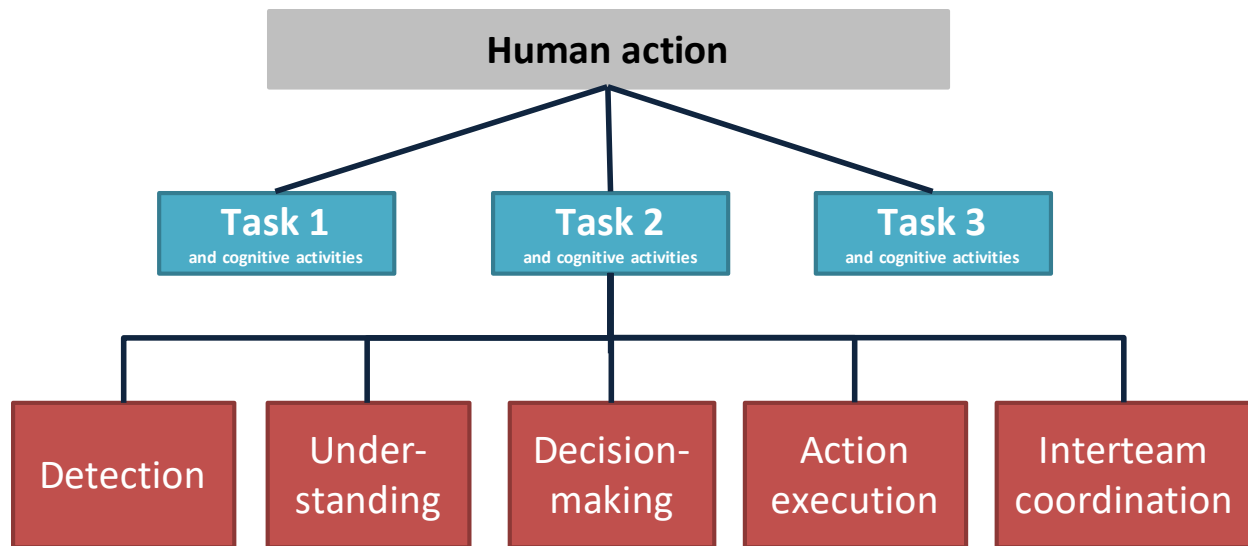 Human action
Task 1
and cognitive activities
Task 2
and cognitive activities
Task 3
and cognitive activities
Detection
Under-
standing
Decision-
making
Action
execution
Interteam
coordination